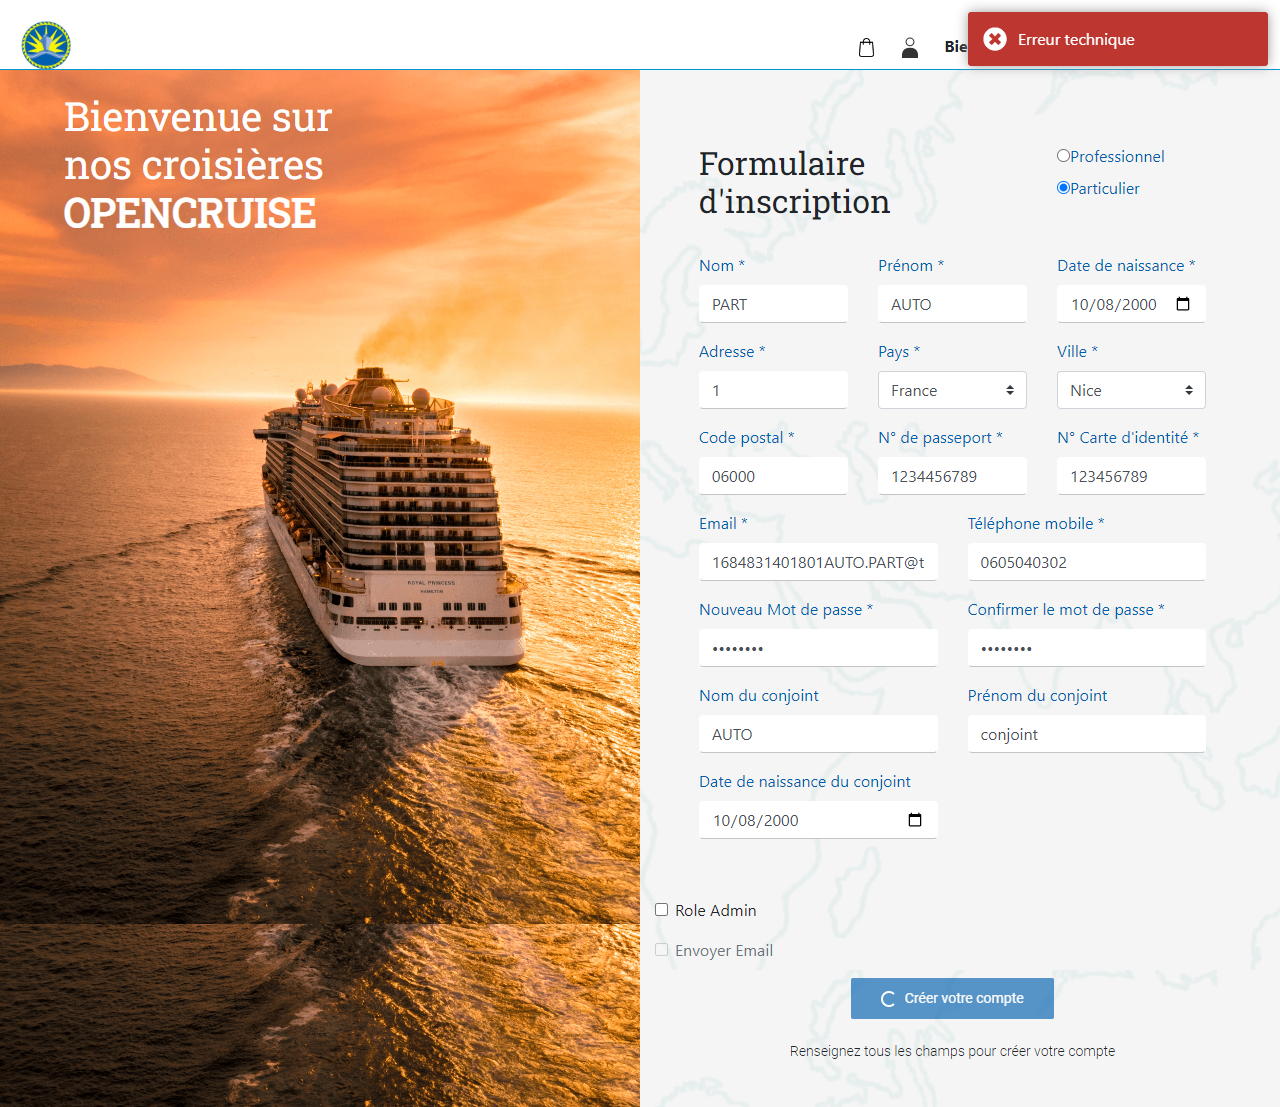 Bie
Erreur technique
Bienvenue sur
nos croisières
OPENCRUISE
Formulaire
d'inscription
Professionnel
Particulier
Nom *
Prénom *
Date de naissance *
PART
AUTO
10/08/2000
Adresse *
Pays *
Ville *
1
France
Nice
Code postal *
N° de passeport *
N° Carte d'identité *
06000
1234456789
123456789
Email *
Téléphone mobile *
1684831401801AUTO.PART@t
0605040302
Nouveau Mot de passe *
Confirmer le mot de passe *
••••••••
••••••••
Nom du conjoint
Prénom du conjoint
AUTO
conjoint
Date de naissance du conjoint
10/08/2000
Role Admin
Envoyer Email
Créer votre compte
Renseignez tous les champs pour créer votre compte
ROYAL PRINCESS
HAMILTON